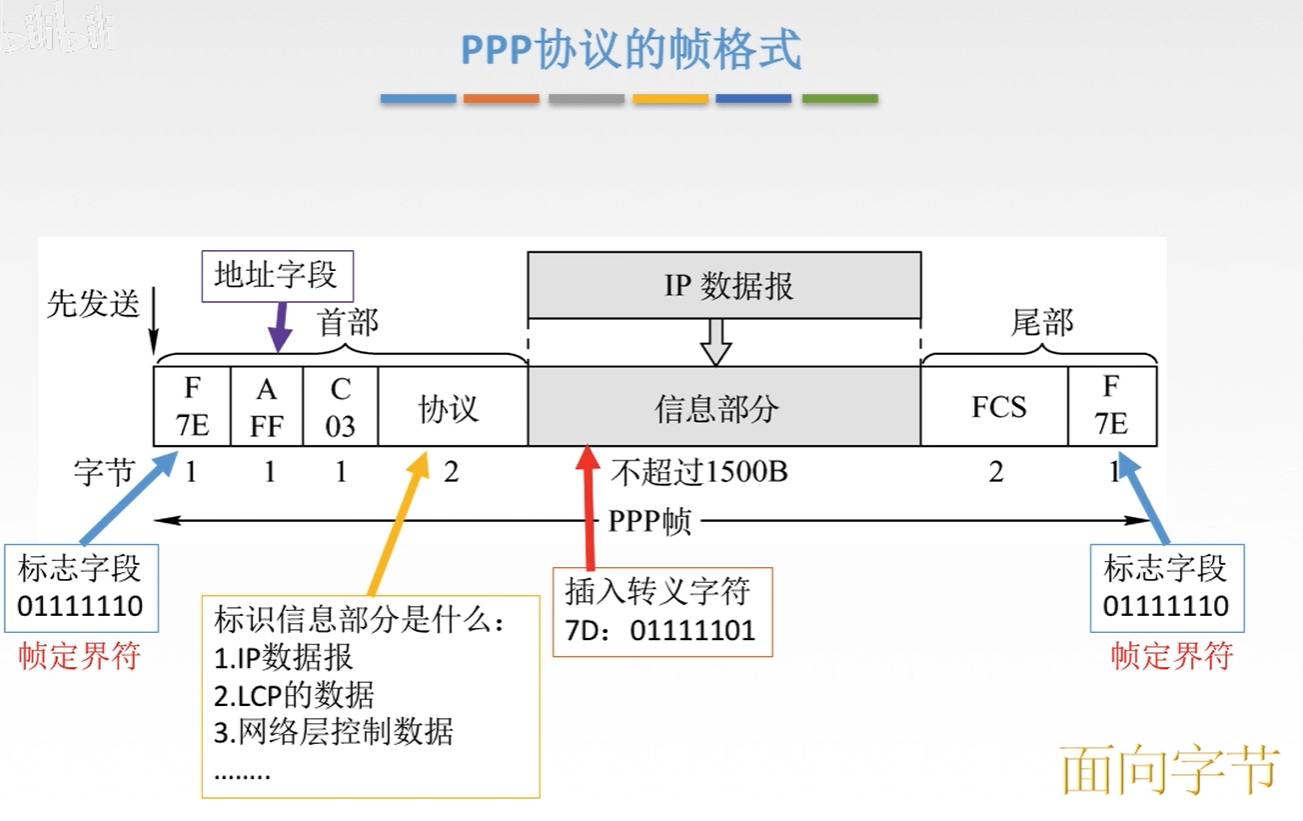 bilibili
PPP协议的帧格式
地址字段
IP 数据报
先发送
首部
尾部
F
7E
A
FF
C
03
协议
信息部分
FCS
F
7E
字节
1
1
1
2
不超过1500B
2
1
PPP帧
标志字段
01111110
帧定界符
标识信息部分是什么：
1.IP数据报
2.LCP的数据
3.网络层控制数据
........
插入转义字符
7D：01111101
标志字段
01111110
帧定界符
面向字节